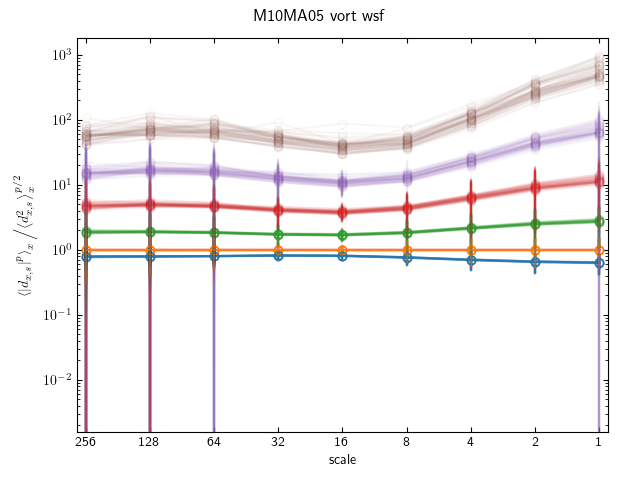 M10MA05 vort wsf
10³
10²
10¹
10⁰
10⁻¹
10⁻²
⟨|d_{x,s}|^p⟩_x / ⟨d²_{x,s}⟩_x^{p/2}
256 128 64 32 16 8 4 2 1
scale